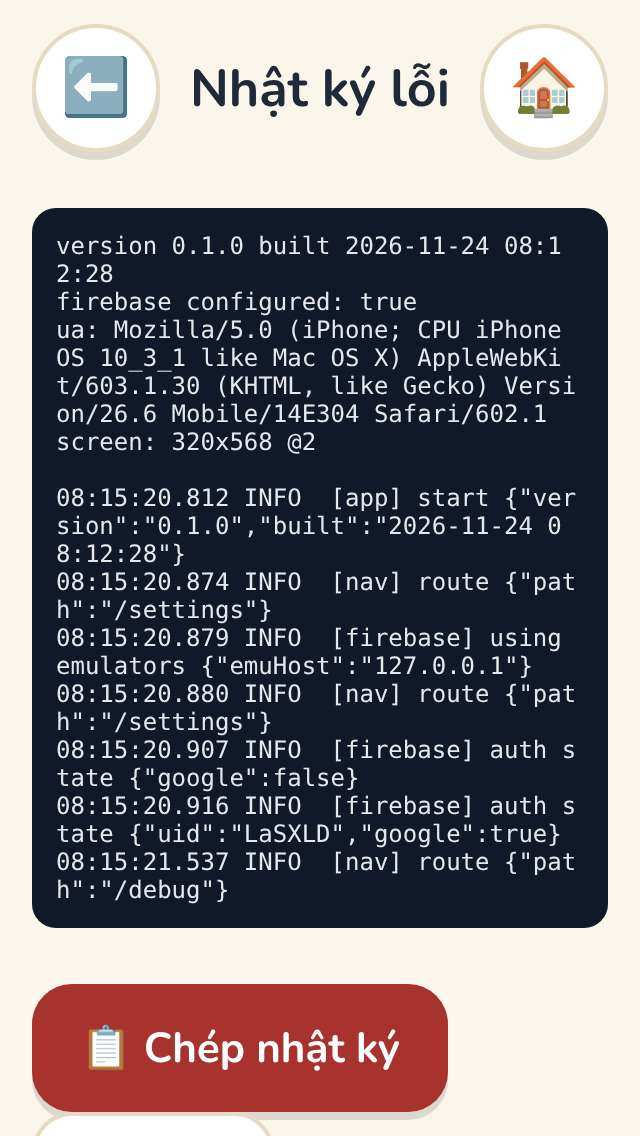 Nhật ký lỗi
version 0.1.0 built 2026-11-24 08:1
2:28
firebase configured: true
ua: Mozilla/5.0 (iPhone; CPU iPhone
OS 10_3_1 like Mac OS X) AppleWebKi
t/603.1.30 (KHTML, like Gecko) Versi
on/26.6 Mobile/14E304 Safari/602.1
screen: 320x568 @2

08:15:20.812 INFO  [app] start {"ver
sion":"0.1.0","built":"2026-11-24 0
8:12:28"}
08:15:20.874 INFO  [nav] route {"pat
h":"/settings"}
08:15:20.879 INFO  [firebase] using
emulators {"emuHost":"127.0.0.1"}
08:15:20.880 INFO  [nav] route {"pat
h":"/settings"}
08:15:20.907 INFO  [firebase] auth s
tate {"google":false}
08:15:20.916 INFO  [firebase] auth s
tate {"uid":"LaSXLD","google":true}
08:15:21.537 INFO  [nav] route {"pat
h":"/debug"}
Chép nhật ký